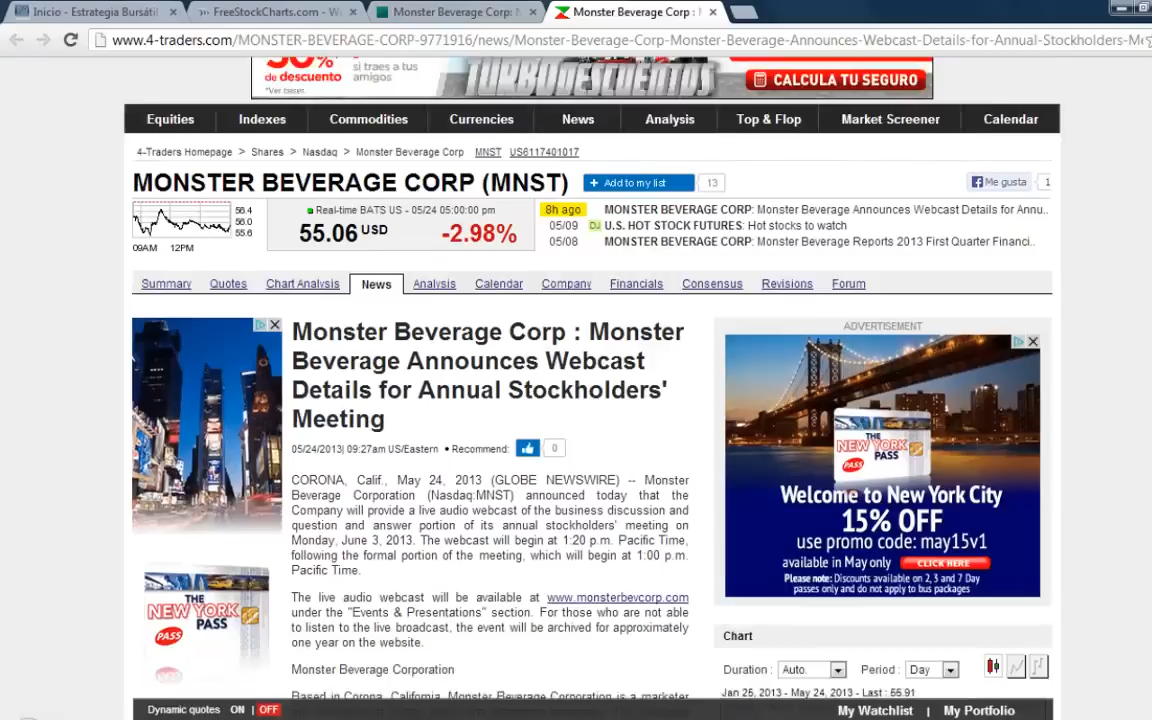 Inicio - Estrategia Bursáti
FreeStockCharts.com - W
Monster Beverage Corp:
Monster Beverage Corp :
www.4-traders.com/MONSTER-BEVERAGE-CORP-9771916/news/Monster-Beverage-Corp-Monster-Beverage-Announces-Webcast-Details-for-Annual-Stockholders-M
de descuento
si traes a tus
amigos
*Ver bases.
TURBODESCUENTOS
CALCULA TU SEGURO
Equities Indexes Commodities Currencies News Analysis Top & Flop Market Screener Calendar
4-Traders Homepage > Shares > Nasdaq > Monster Beverage Corp MNST US6117401017
MONSTER BEVERAGE CORP (MNST)
+ Add to my list 13
Me gusta 1
56.4
56.0
55.6
09AM 12PM
Real-time BATS US - 05/24 05:00:00 pm
55.06 USD -2.98%
8h ago MONSTER BEVERAGE CORP: Monster Beverage Announces Webcast Details for Annu..
05/09 DJ U.S. HOT STOCK FUTURES: Hot stocks to watch
05/08 MONSTER BEVERAGE CORP: Monster Beverage Reports 2013 First Quarter Financi..
Summary Quotes Chart Analysis News Analysis Calendar Company Financials Consensus Revisions Forum
Monster Beverage Corp : Monster
Beverage Announces Webcast
Details for Annual Stockholders'
Meeting
05/24/2013| 09:27am US/Eastern • Recommend: 0
CORONA, Calif., May 24, 2013 (GLOBE NEWSWIRE) -- Monster
Beverage Corporation (Nasdaq:MNST) announced today that the
Company will provide a live audio webcast of the business discussion and
question and answer portion of its annual stockholders' meeting on
Monday, June 3, 2013. The webcast will begin at 1:20 p.m. Pacific Time,
following the formal portion of the meeting, which will begin at 1:00 p.m.
Pacific Time.
The live audio webcast will be available at www.monsterbevcorp.com
under the "Events & Presentations" section. For those who are not able
to listen to the live broadcast, the event will be archived for approximately
one year on the website.
Monster Beverage Corporation
Based in Corona, California, Monster Beverage Corporation is a marketer
THE
NEW YORK
PASS
ADVERTISEMENT
THE
NEW YORK
PASS
Welcome to New York City
15% OFF
use promo code: may15v1
available in May only CLICK HERE
Please note: Discounts available on 2, 3 and 7 Day
passes only and do not apply to bus packages
Chart
Duration : Auto. Period : Day
Jan 25, 2013 - May 24, 2013 - Last : 55.91
Dynamic quotes ON | OFF
My Watchlist | My Portfolio